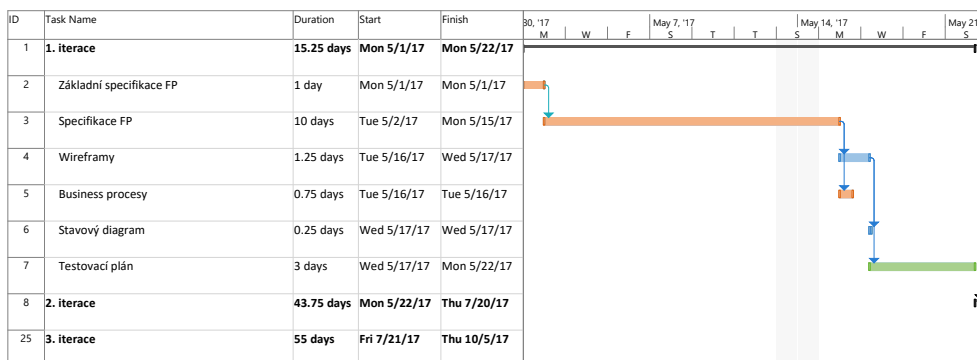 ID Task Name Duration Start Finish 30, '17 May 7, '17 May 14, '17 May 21
M W F S T T S M W F S
1 1. iterace 15.25 days Mon 5/1/17 Mon 5/22/17
2 Základní specifikace FP 1 day Mon 5/1/17 Mon 5/1/17
3 Specifikace FP 10 days Tue 5/2/17 Mon 5/15/17
4 Wireframy 1.25 days Tue 5/16/17 Wed 5/17/17
5 Business procesy 0.75 days Tue 5/16/17 Tue 5/16/17
6 Stavový diagram 0.25 days Wed 5/17/17 Wed 5/17/17
7 Testovací plán 3 days Wed 5/17/17 Mon 5/22/17
8 2. iterace 43.75 days Mon 5/22/17 Thu 7/20/17
25 3. iterace 55 days Fri 7/21/17 Thu 10/5/17